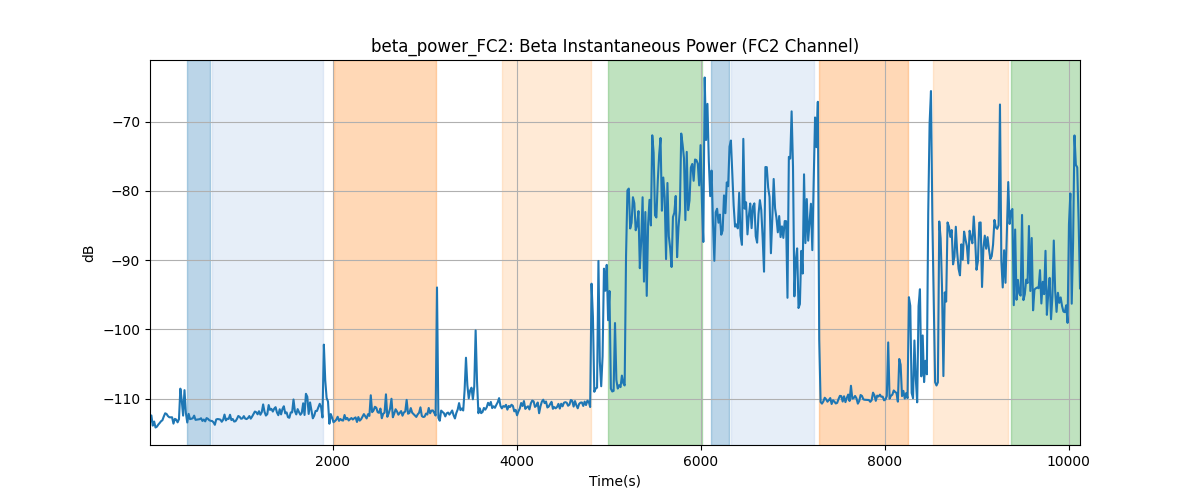 beta_power_FC2: Beta Instantaneous Power (FC2 Channel)
dB
−70
−80
−90
−100
−110
2000 4000 6000 8000 10000
Time(s)